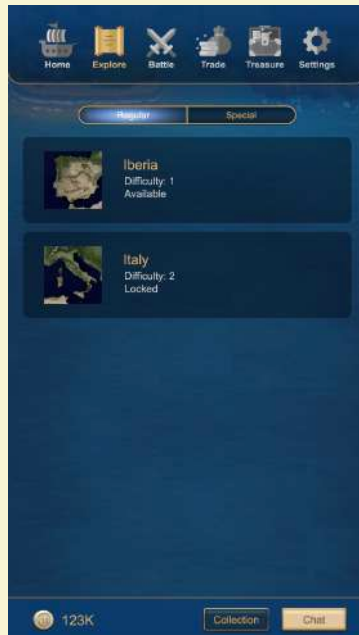 Home Explore Battle Trade Treasure Settings
Regular Special
Iberia
Difficulty: 1
Available
Italy
Difficulty: 2
Locked
123K Collection Chat